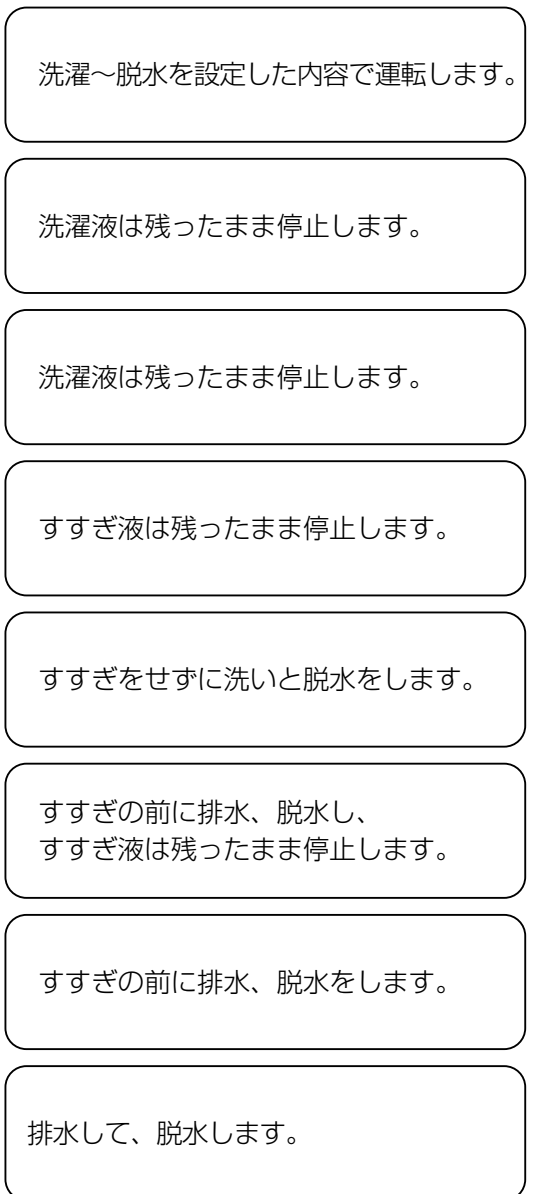 洗濯～脱水を設定した内容で運転します。
洗濯液は残ったまま停止します。
洗濯液は残ったまま停止します。
すすぎ液は残ったまま停止します。
すすぎをせずに洗いと脱水をします。
すすぎの前に排水、脱水し、
すすぎ液は残ったまま停止します。
すすぎの前に排水、脱水をします。
排水して、脱水します。